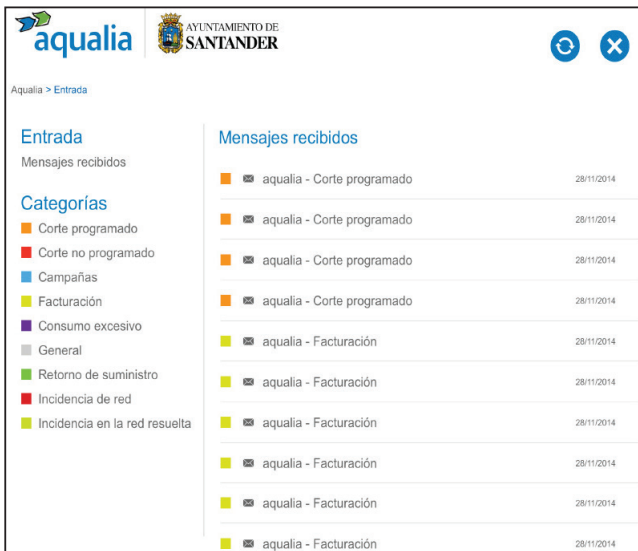 aqualia
AYUNTAMIENTO DE
SANTANDER
Aqualia > Entrada
Entrada
Mensajes recibidos
Categorías
Corte programado
Corte no programado
Campañas
Facturación
Consumo excesivo
General
Retorno de suministro
Incidencia de red
Incidencia en la red resuelta
Mensajes recibidos
aqualia - Corte programado 28/11/2014
aqualia - Corte programado 28/11/2014
aqualia - Corte programado 28/11/2014
aqualia - Corte programado 28/11/2014
aqualia - Facturación 28/11/2014
aqualia - Facturación 28/11/2014
aqualia - Facturación 28/11/2014
aqualia - Facturación 28/11/2014
aqualia - Facturación 28/11/2014
aqualia - Facturación 28/11/2014